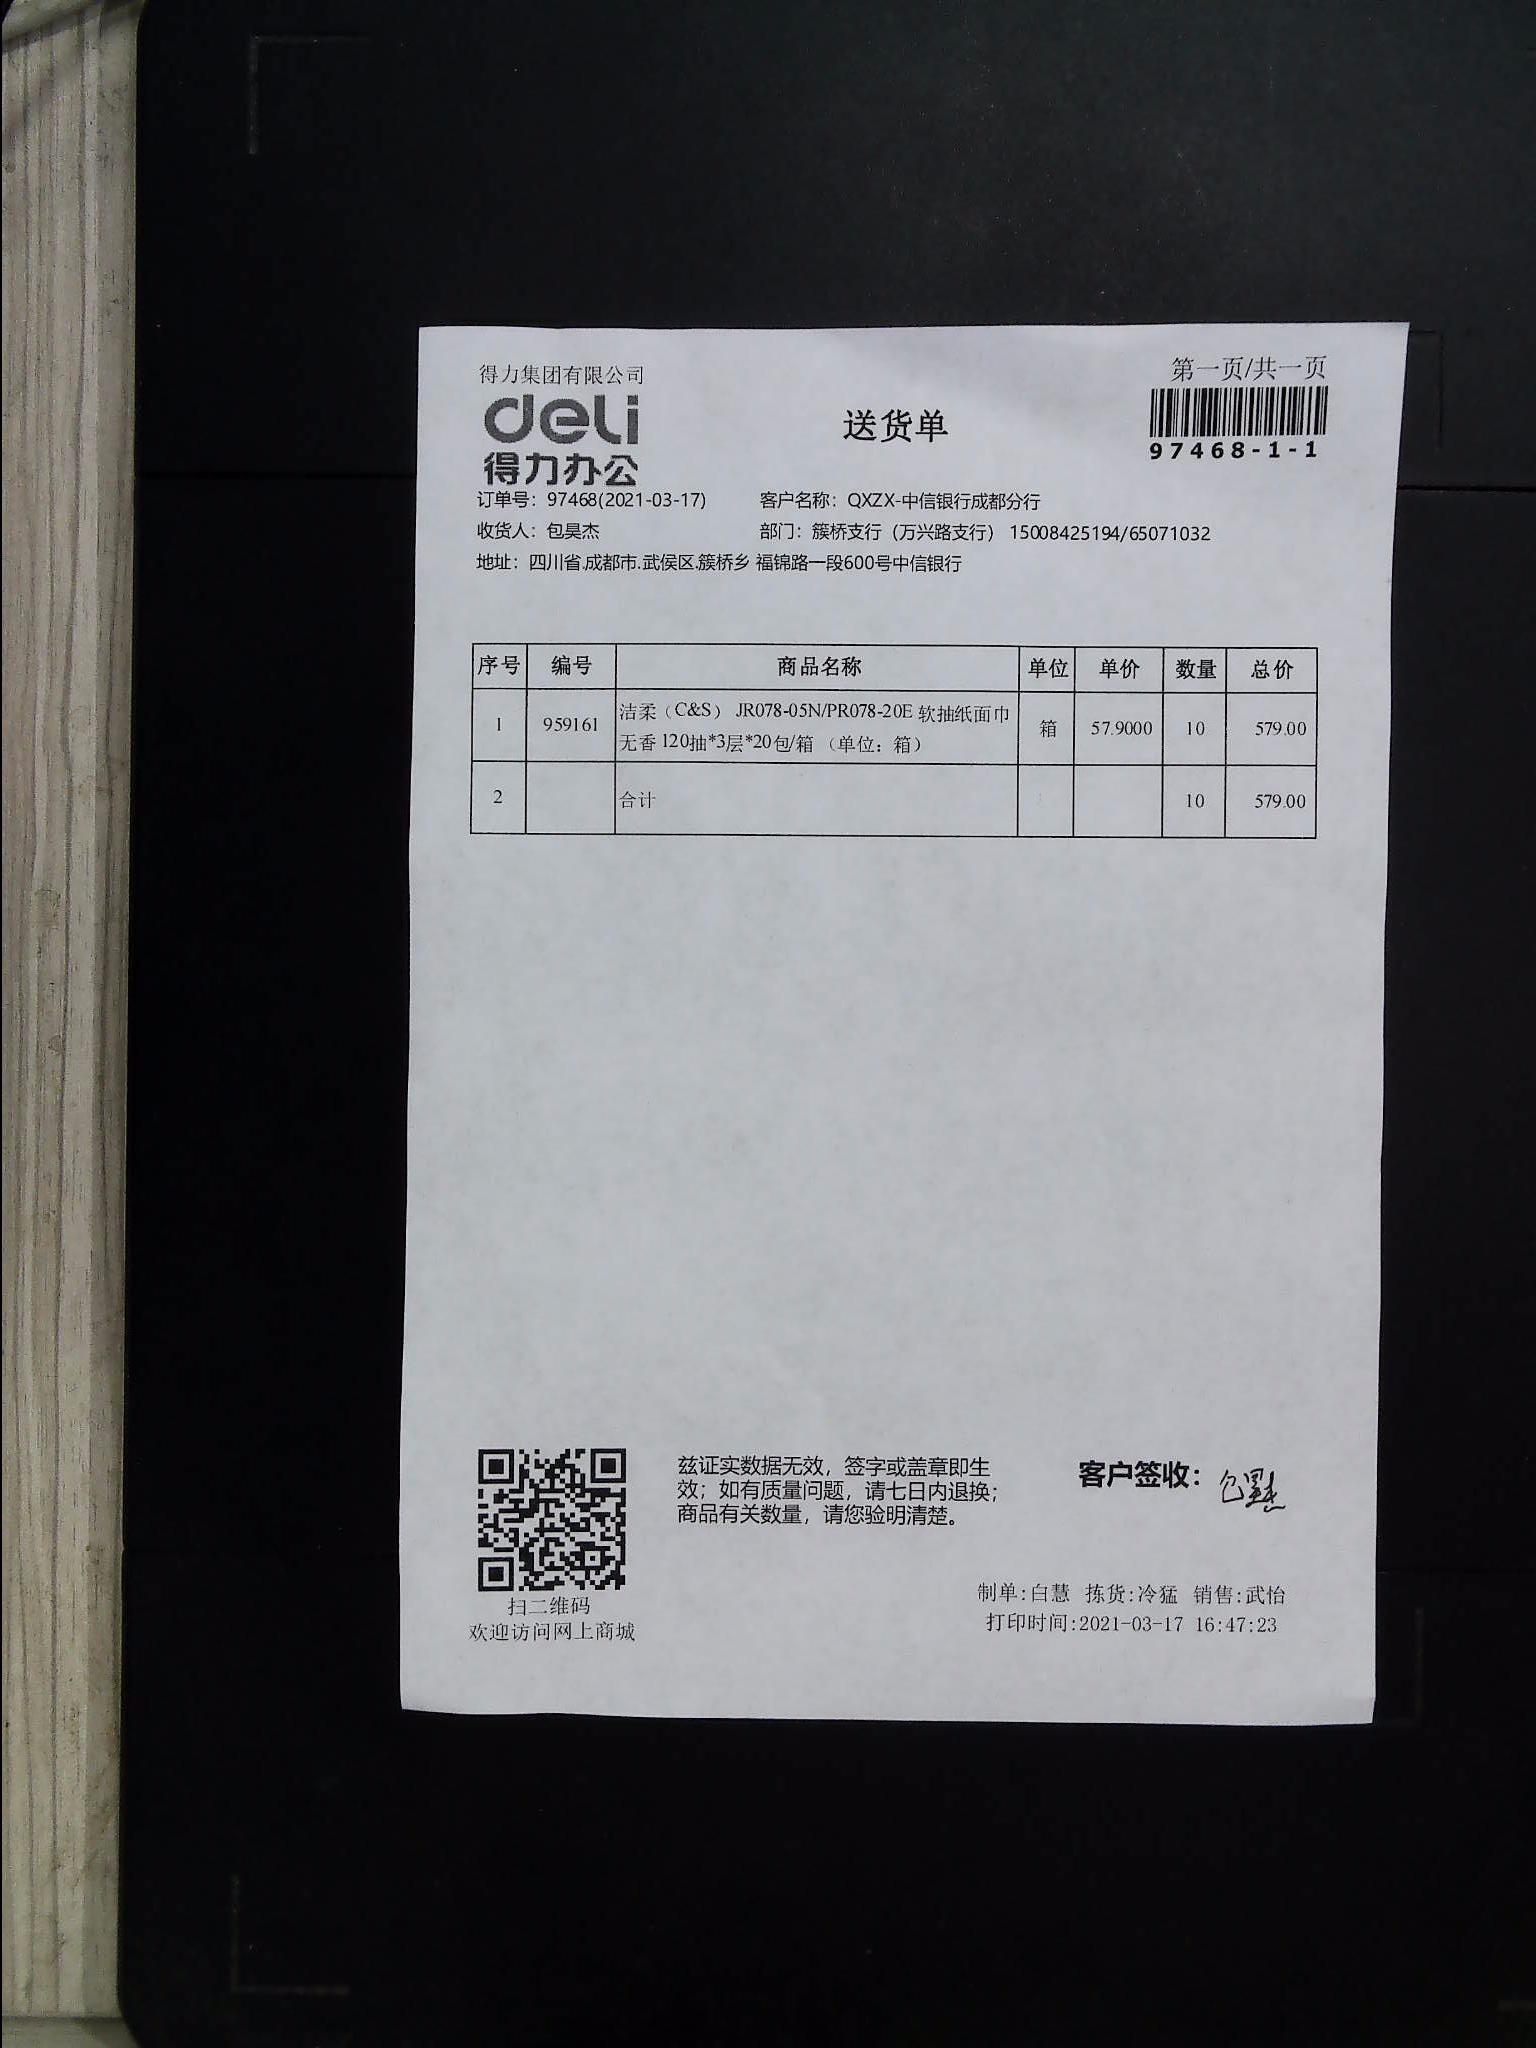 得力集团有限公司
第一页/共一页
deli
得力办公
送货单
97468-1-1
订单号：97468(2021-03-17) 客户名称：QXZX-中信银行成都分行
收货人：包昊杰 部门：簇桥支行（万兴路支行） 15008425194/65071032
地址：四川省.成都市.武侯区.簇桥乡 福锦路一段600号中信银行
序号 编号 商品名称 单位 单价 数量 总价
1 959161 洁柔（C&S） JR078-05N/PR078-20E 软抽纸面巾 箱 57.9000 10 579.00
无香 120抽*3层*20包/箱 （单位：箱）
2 合计 10 579.00
兹证实数据无效，签字或盖章即生
效；如有质量问题，请七日内退换；
商品有关数量，请您验明清楚。
客户签收：
扫二维码
欢迎访问网上商城
制单:白慧 拣货:冷猛 销售:武怡
打印时间:2021-03-17 16:47:23